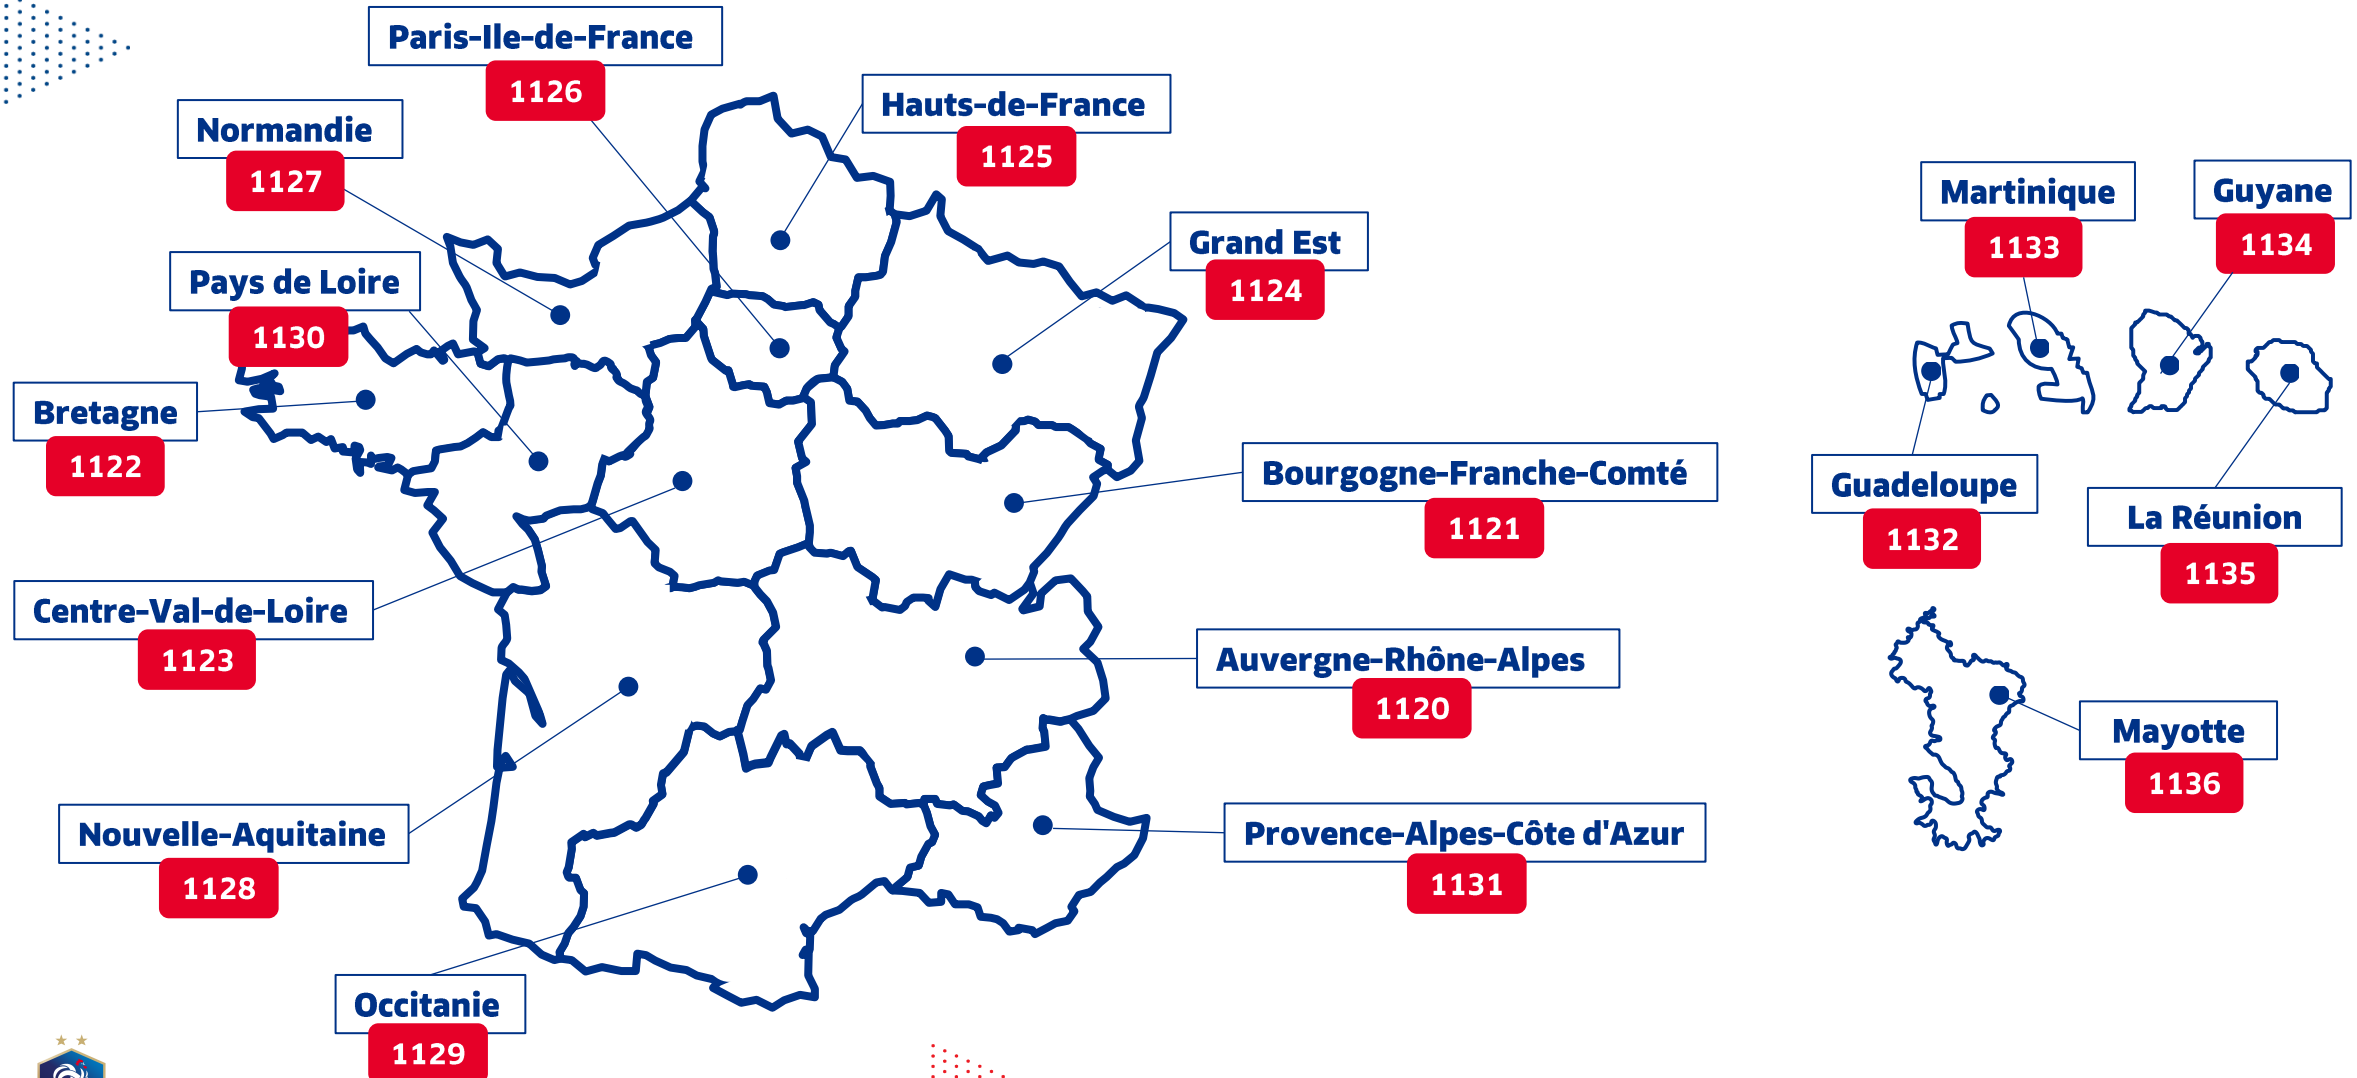 Paris-Ile-de-France
1126
Hauts-de-France
1125
Normandie
1127
Grand Est
1124
Pays de Loire
1130
Bretagne
1122
Bourgogne-Franche-Comté
1121
Centre-Val-de-Loire
1123
Auvergne-Rhône-Alpes
1120
Nouvelle-Aquitaine
1128
Provence-Alpes-Côte d'Azur
1131
Occitanie
1129
Martinique
1133
Guyane
1134
Guadeloupe
1132
La Réunion
1135
Mayotte
1136